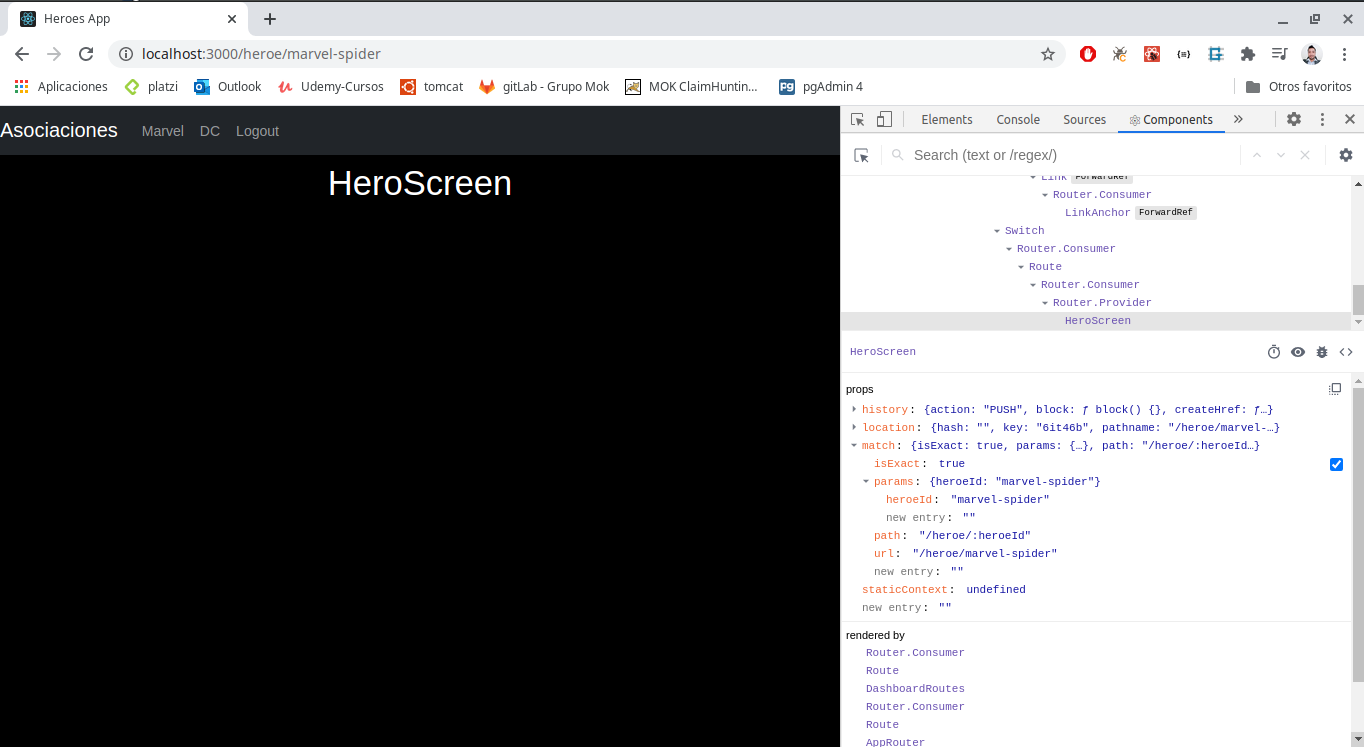 Heroes App
localhost:3000/heroe/marvel-spider
Aplicaciones platzi Outlook Udemy-Cursos tomcat gitLab - Grupo Mok MOK ClaimHuntin... pgAdmin 4 Otros favoritos
Asociaciones Marvel DC Logout
HeroScreen
Elements Console Sources Components
Search (text or /regex/)
Link ForwardRef
Router.Consumer
LinkAnchor ForwardRef
Switch
Router.Consumer
Route
Router.Consumer
Router.Provider
HeroScreen
HeroScreen
props
history: {action: "PUSH", block: ƒ block() {}, createHref: ƒ…}
location: {hash: "", key: "6it46b", pathname: "/heroe/marvel-…}
match: {isExact: true, params: {…}, path: "/heroe/:heroeId…}
isExact: true
params: {heroeId: "marvel-spider"}
heroeId: "marvel-spider"
new entry: ""
path: "/heroe/:heroeId"
url: "/heroe/marvel-spider"
new entry: ""
staticContext: undefined
new entry: ""
rendered by
Router.Consumer
Route
DashboardRoutes
Router.Consumer
Route
AppRouter